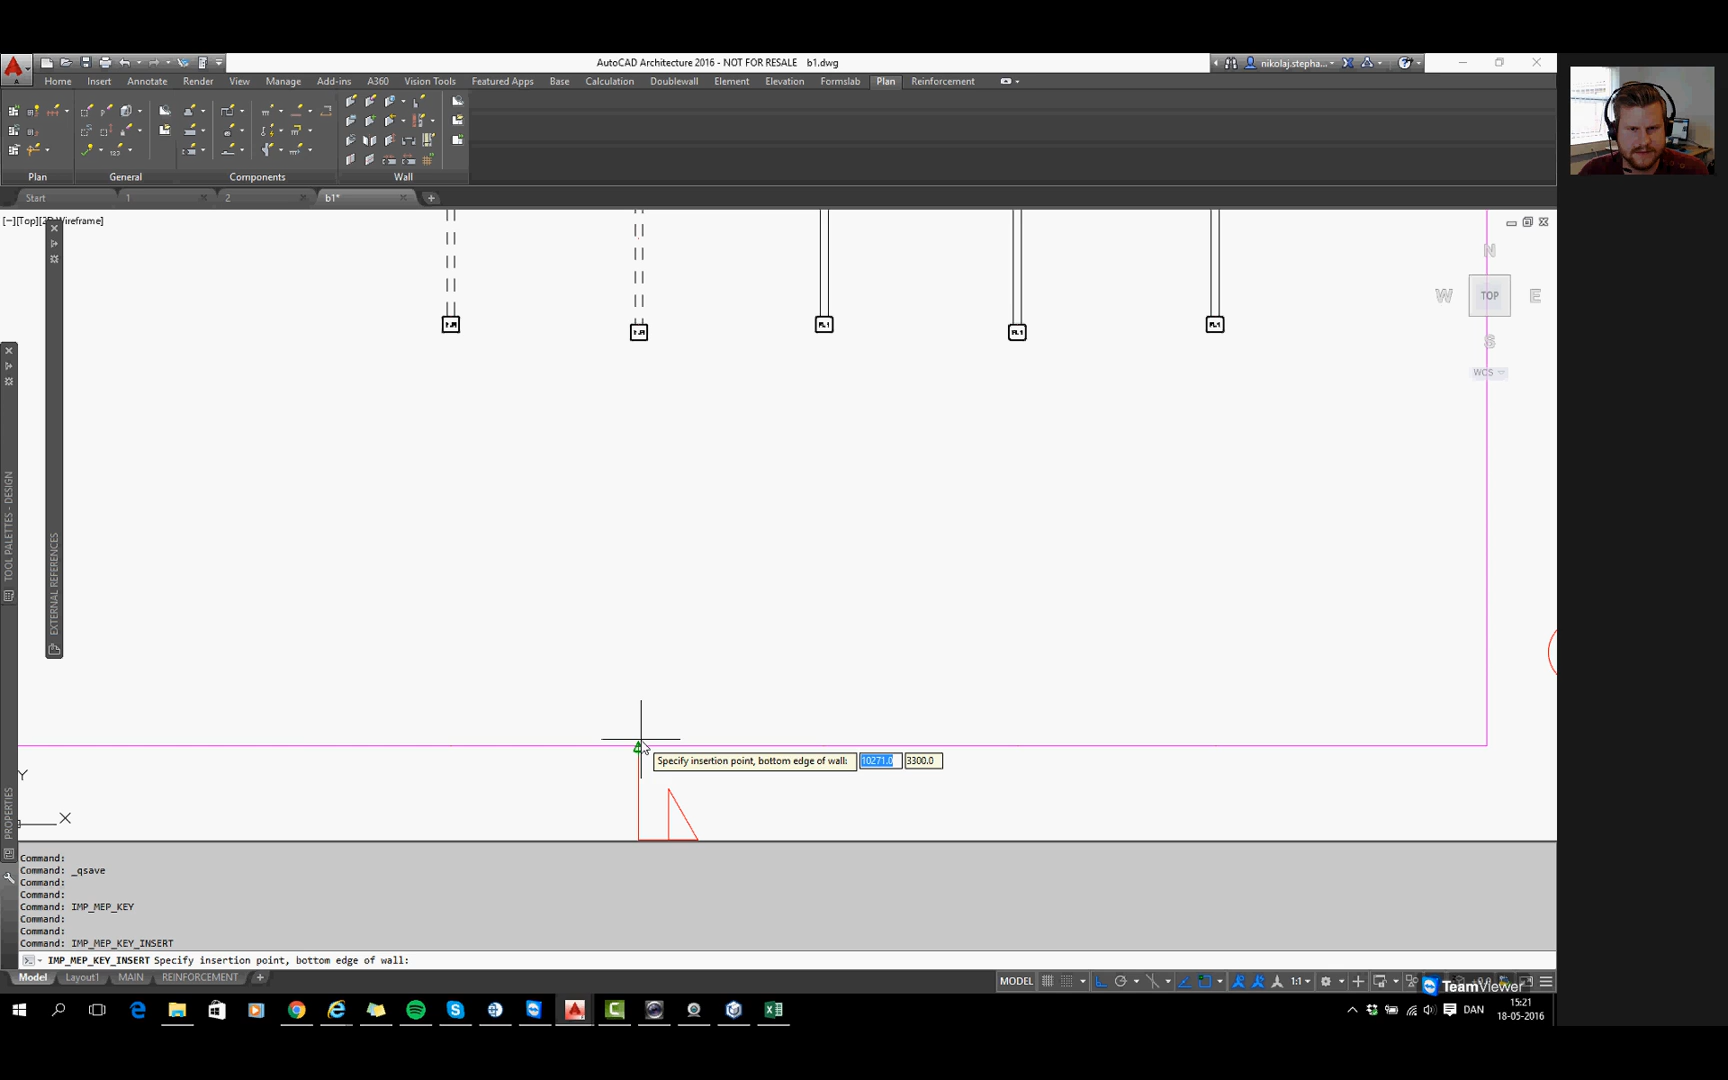 AutoCAD Architecture 2016 - NOT FOR RESALE b1.dwg
nikolaj.stepha...
Home Insert Annotate Render View Manage Add-ins A360 Vision Tools Featured Apps Base Calculation Doublewall Element Elevation Formslab Plan Reinforcement
Plan General Components Wall
Start 1 2 b1*
N
W TOP E
S
WCS
TOOL PALETTES - DESIGN
EXTERNAL REFERENCES
PROPERTIES
Specify insertion point, bottom edge of wall: 10271.0 3300.0
Y
X
Command:
Command: _qsave
Command:
Command:
Command: IMP_MEP_KEY
Command:
Command:
Command: IMP_MEP_KEY_INSERT
IMP_MEP_KEY_INSERT Specify insertion point, bottom edge of wall:
Model Layout1 MAIN REINFORCEMENT
MODEL 1:1
TeamViewer
DAN
15:21
18-05-2016